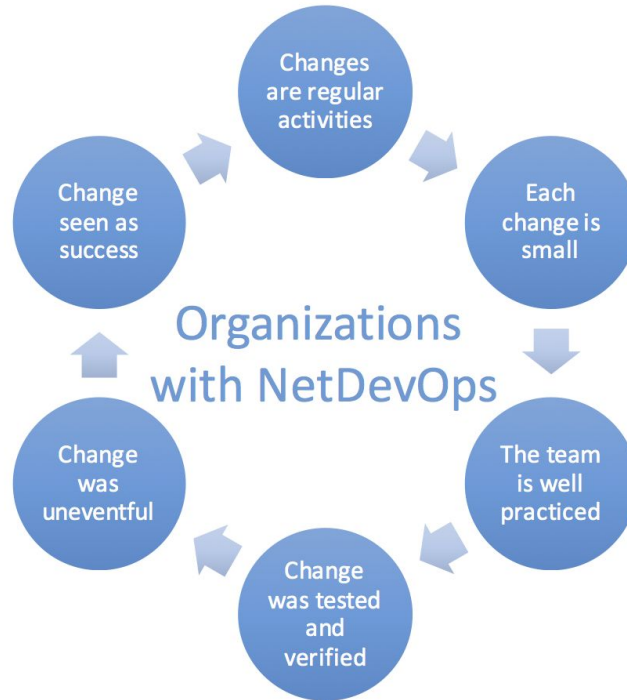 Changes
are regular
activities
Each
change is
small
The team
is well
practiced
Change
was tested
and
verified
Change
was
uneventful
Change
seen as
success
Organizations
with NetDevOps